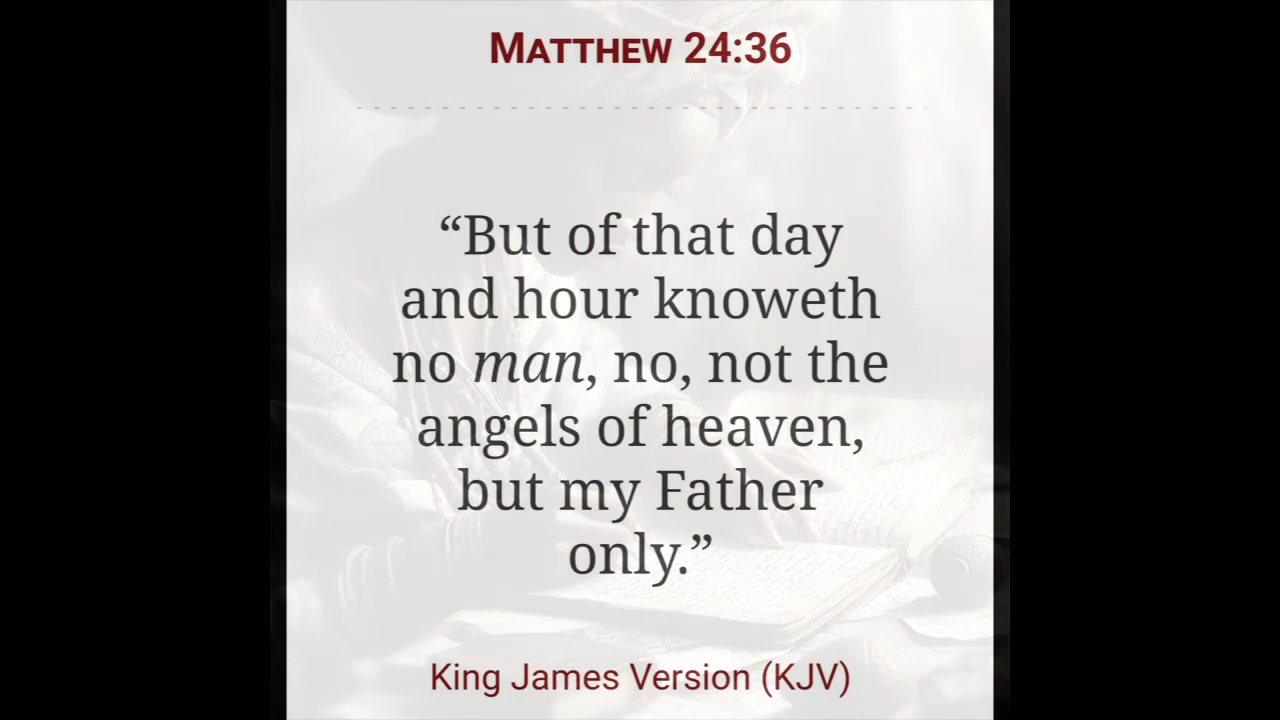 MATTHEW 24:36
“But of that day
and hour knoweth
no man, no, not the
angels of heaven,
but my Father
only.”
King James Version (KJV)